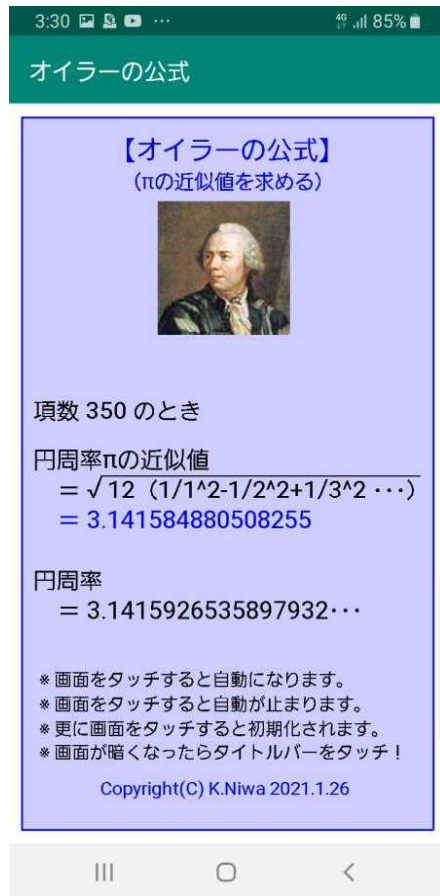 3:30 ··· 4G 85%
オイラーの公式
【オイラーの公式】
(πの近似値を求める)
項数 350 のとき
円周率πの近似値
= √12 (1/1^2-1/2^2+1/3^2 ···)
= 3.141584880508255
円周率
= 3.1415926535897932···
※画面をタッチすると自動になります。
※画面をタッチすると自動が止まります。
※更に画面をタッチすると初期化されます。
※画面が暗くなったらタイトルバーをタッチ!
Copyright(C) K.Niwa 2021.1.26